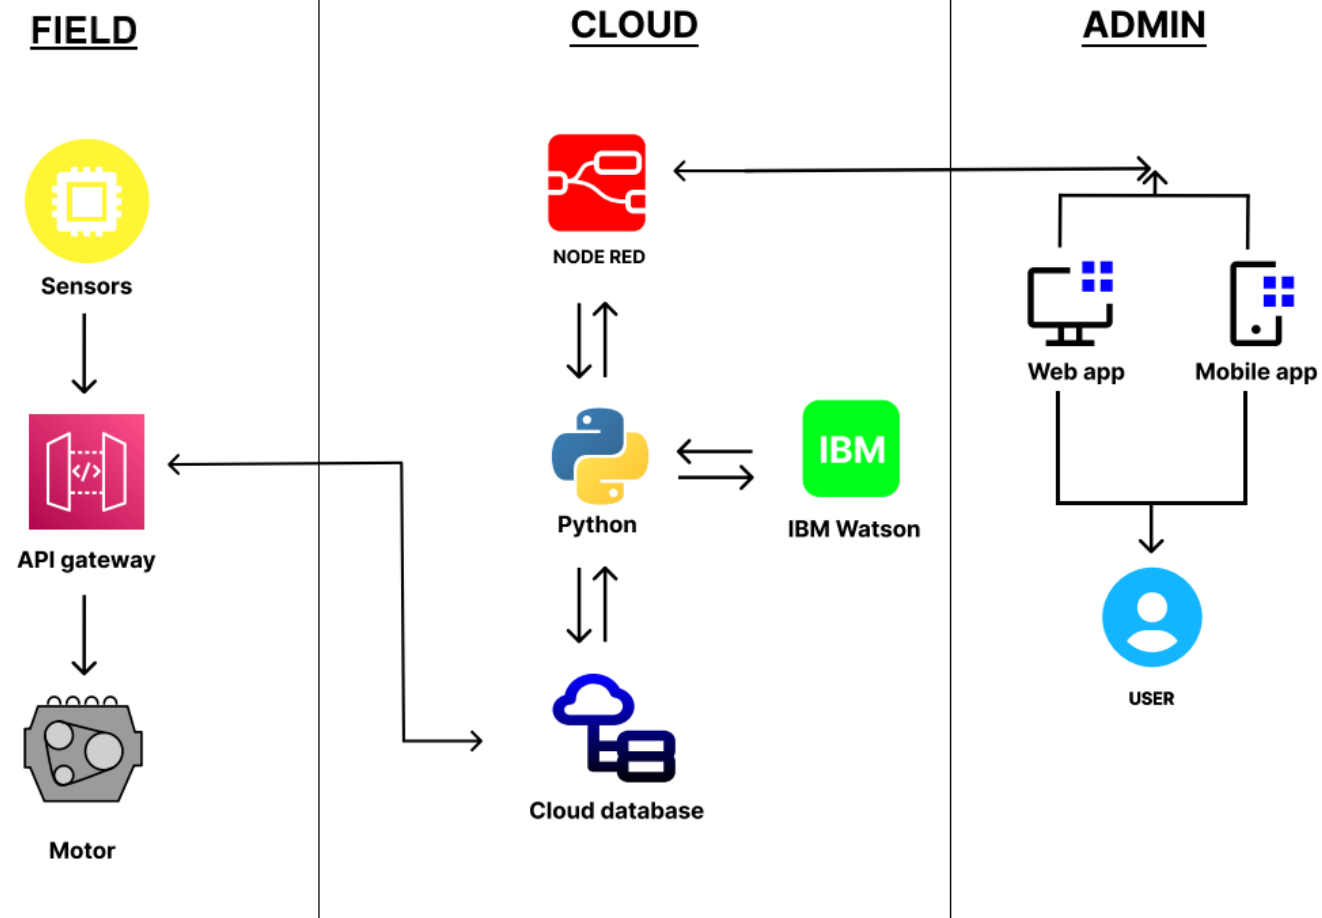 FIELD
CLOUD
ADMIN
Sensors
NODE RED
Web app
Mobile app
</>
API gateway
Python
IBM
IBM Watson
USER
Motor
Cloud database